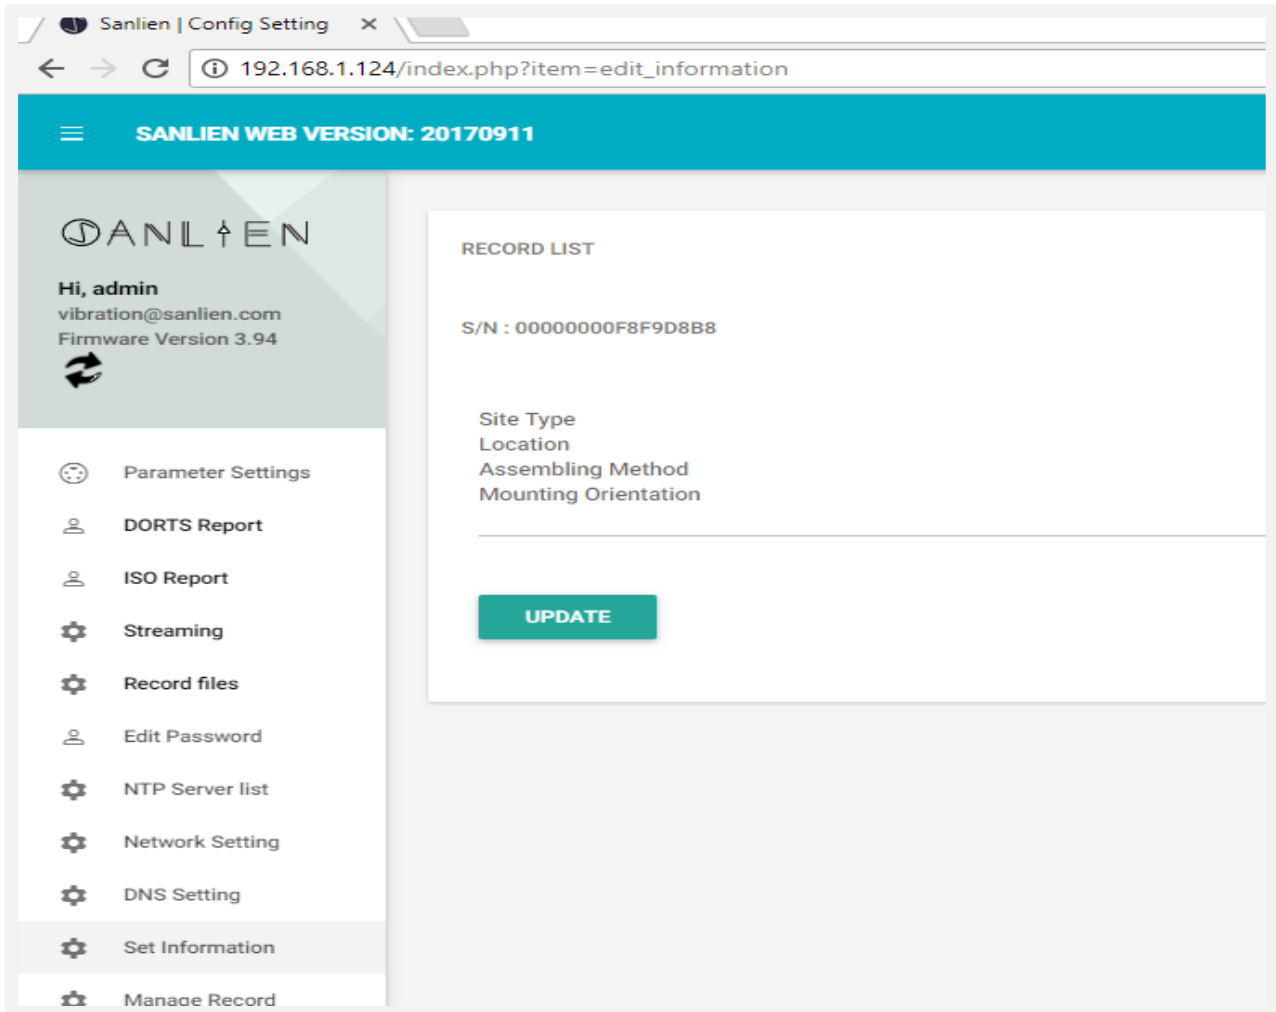 Sanlien | Config Setting
192.168.1.124/index.php?item=edit_information
SANLIEN WEB VERSION: 20170911
SANLIEN
Hi, admin
vibration@sanlien.com
Firmware Version 3.94
Parameter Settings
DORTS Report
ISO Report
Streaming
Record files
Edit Password
NTP Server list
Network Setting
DNS Setting
Set Information
Manage Record
RECORD LIST
S/N : 00000000F8F9D8B8
Site Type
Location
Assembling Method
Mounting Orientation
UPDATE